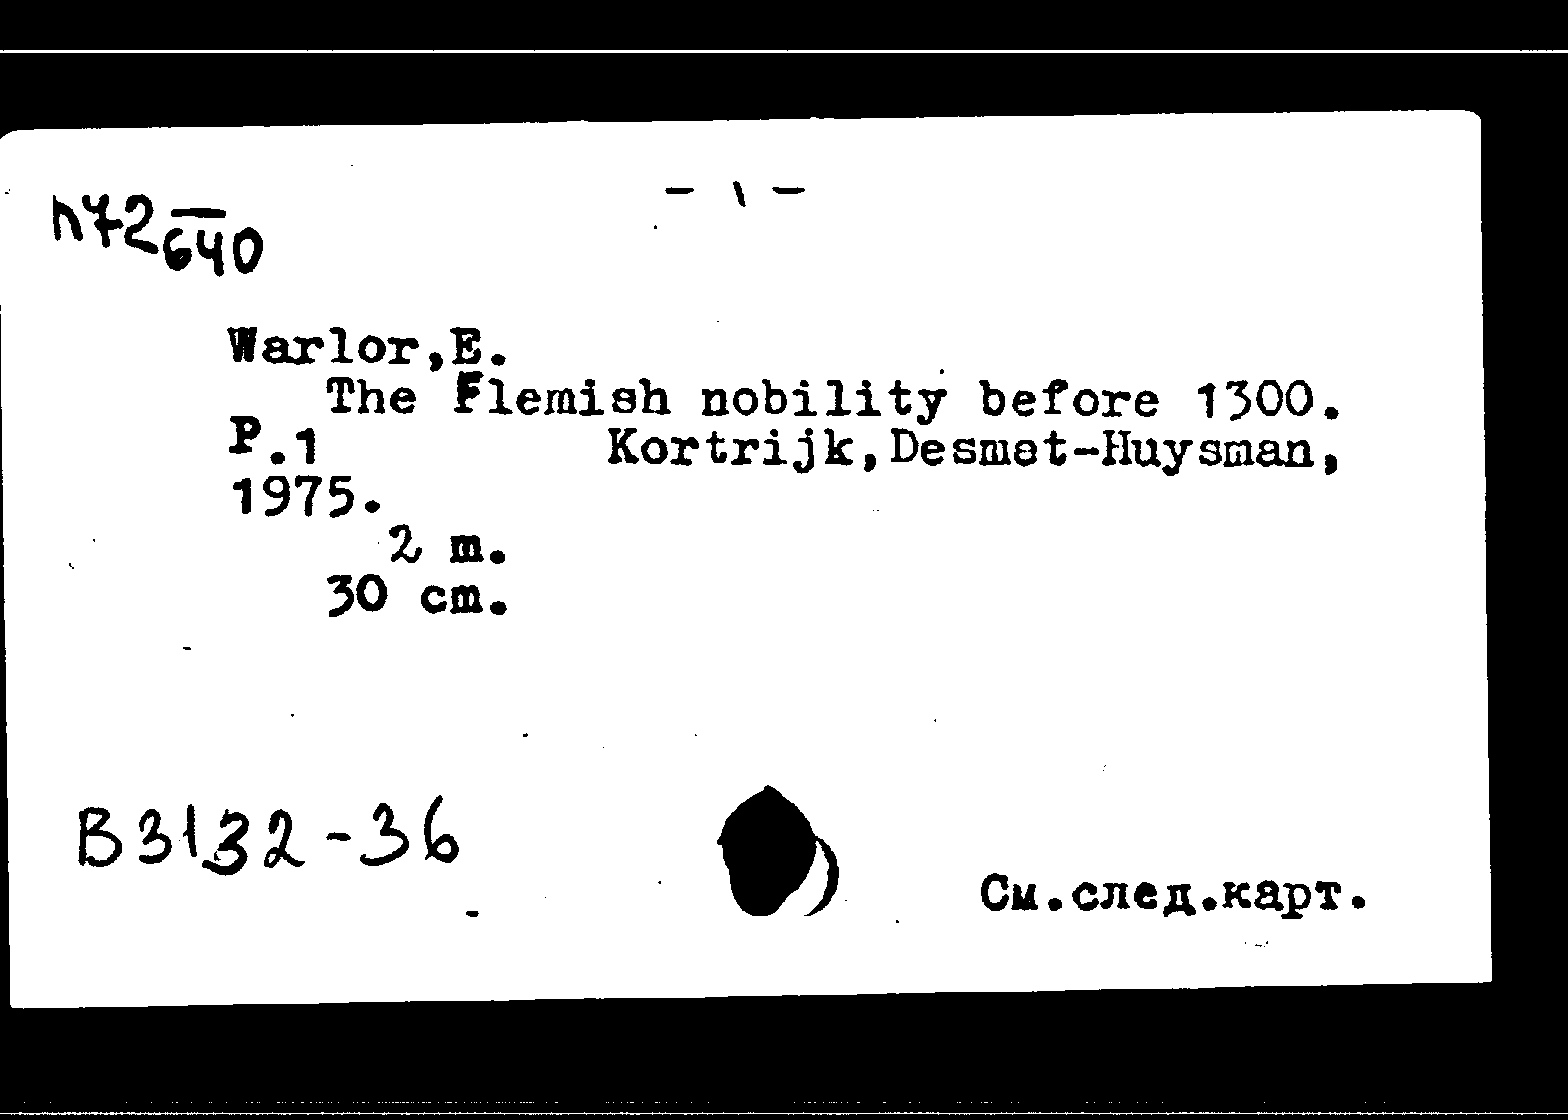 - 1 -
п72 640
Warlor,E.
The Flemish nobility before 1300.
P.1 Kortrijk,Desmet-Huysman,
1975.
2 m.
30 cm.
B3132-36
См.след.карт.